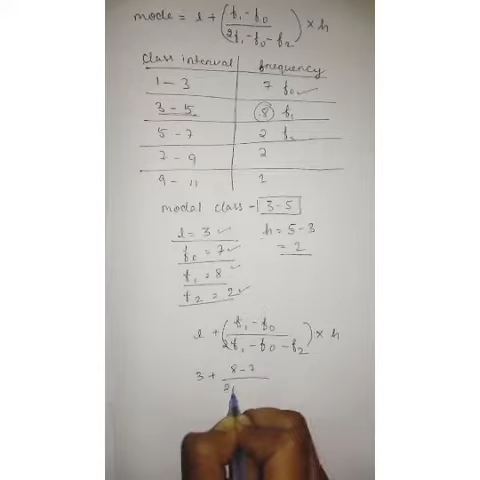 mode = l + (f₁ - f₀ / 2f₁ - f₀ - f₂) × h
class interval frequency
1 - 3 7 f₀ ✓
3 - 5 8 f₁
5 - 7 2 f₂
7 - 9 2
9 - 11 1
modal class - 3 - 5
l = 3 ✓ h = 5 - 3
f₀ = 7 ✓ = 2
f₁ = 8 ✓
f₂ = 2 ✓
l + (f₁ - f₀ / 2f₁ - f₀ - f₂) × h
3 + 8 - 7
2